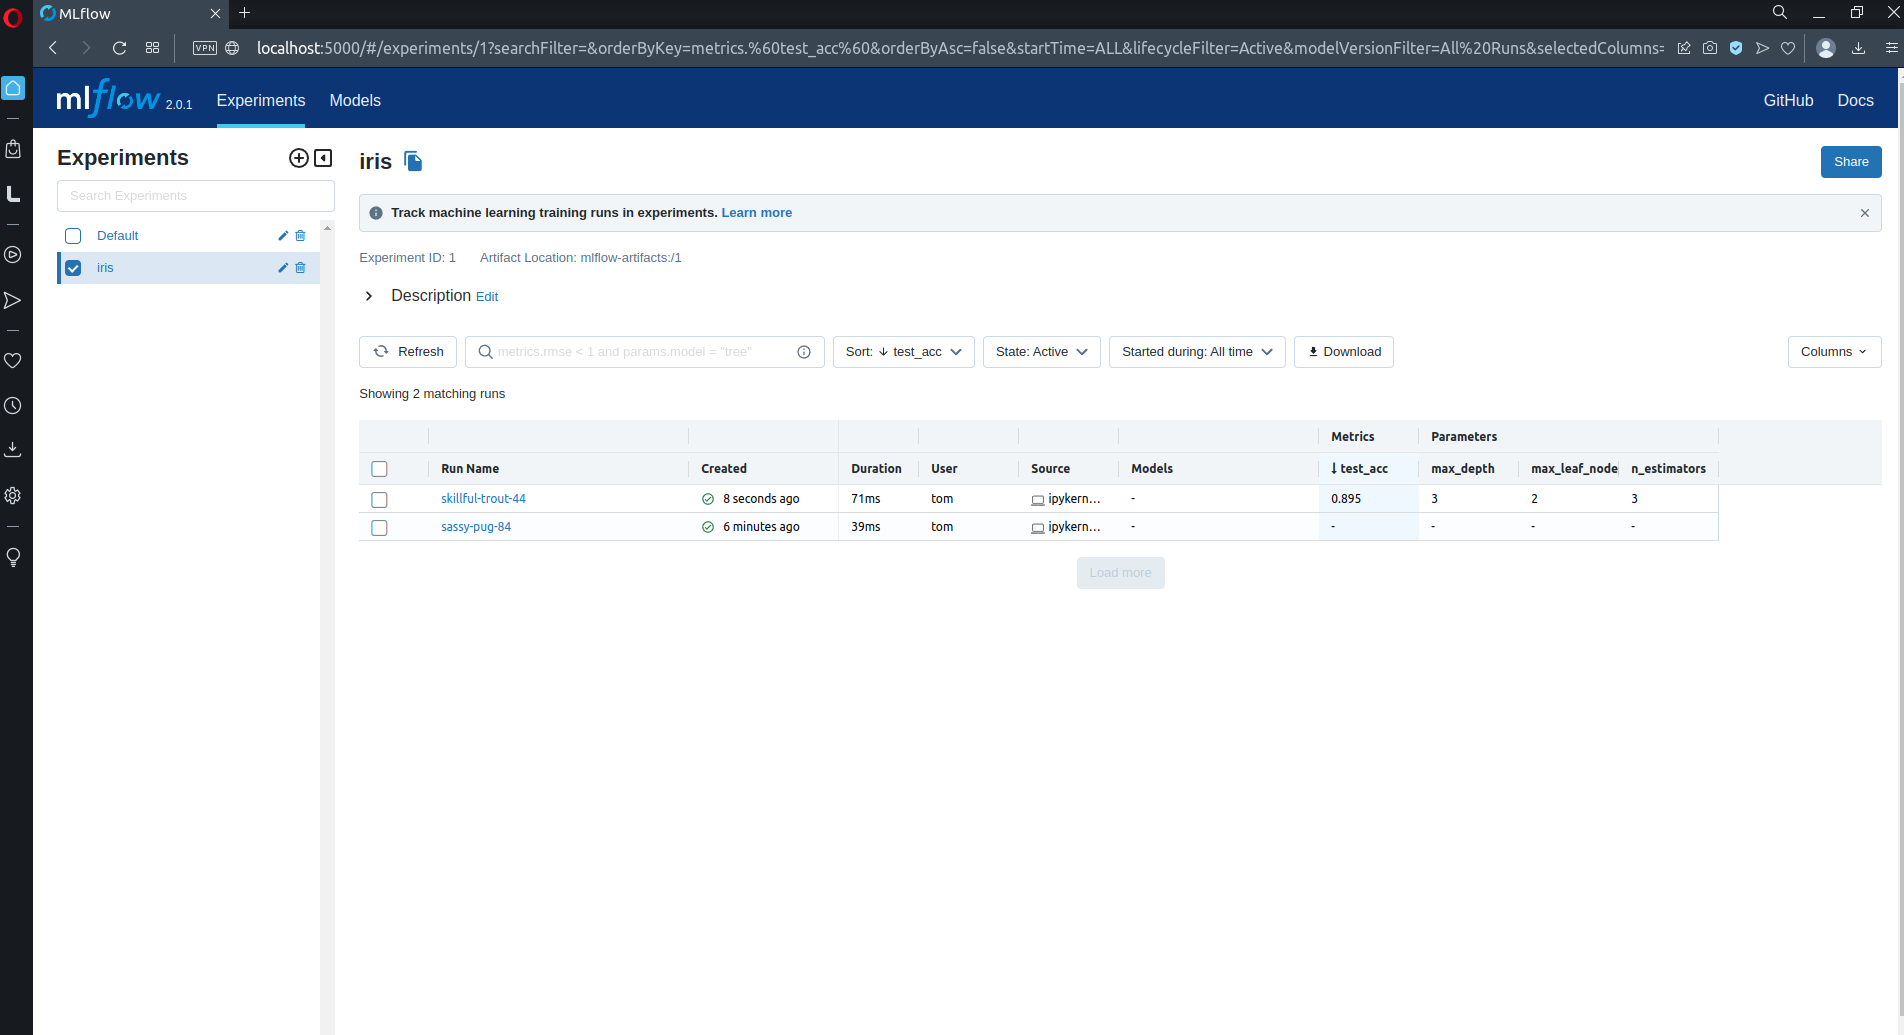 MLflow
VPN
localhost:5000/#/experiments/1?searchFilter=&orderByKey=metrics.%60test_acc%60&orderByAsc=false&startTime=ALL&lifecycleFilter=Active&modelVersionFilter=All%20Runs&selectedColumns=
mlflow 2.0.1 Experiments Models GitHub Docs
Experiments
Search Experiments
Default
iris
iris
Share
Track machine learning training runs in experiments. Learn more
Experiment ID: 1 Artifact Location: mlflow-artifacts:/1
Description Edit
Refresh metrics.rmse < 1 and params.model = "tree" Sort: ↓ test_acc State: Active Started during: All time Download Columns
Showing 2 matching runs
Metrics Parameters
Run Name Created Duration User Source Models ↓ test_acc max_depth max_leaf_node n_estimators
skillful-trout-44 8 seconds ago 71ms tom ipykern... - 0.895 3 2 3
sassy-pug-84 6 minutes ago 39ms tom ipykern... - - - - -
Load more